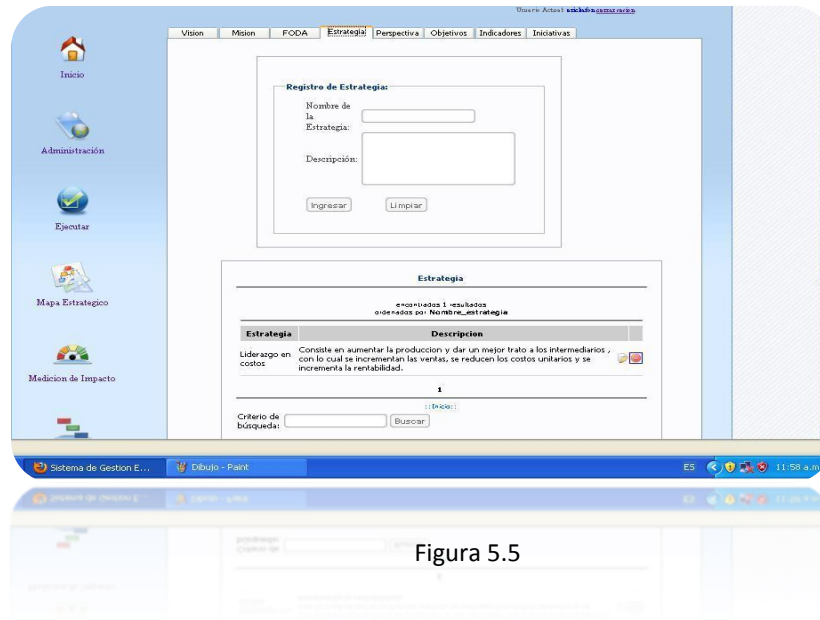 Usuario Actual:
Vision Mision FODA Estrategia Perspectiva Objetivos Indicadores Iniciativas
Inicio
Administración
Ejecutar
Mapa Estrategico
Medicion de Impacto
Registro de Estrategia:
Nombre de
la
Estrategia:
Descripción:
Ingresar Limpiar
Estrategia
encontrados 1 resultados
ordenados por Nombre_estrategia
Estrategia Descripcion
Liderazgo en costos
Consiste en aumentar la produccion y dar un mejor trato a los intermediarios ,
con lo cual se incrementan las ventas, se reducen los costos unitarios y se
incrementa la rentabilidad.
1
::Inicio::
Criterio de
búsqueda: Buscar
Sistema de Gestion E... Dibujo - Paint ES 11:58 a.m
Figura 5.5